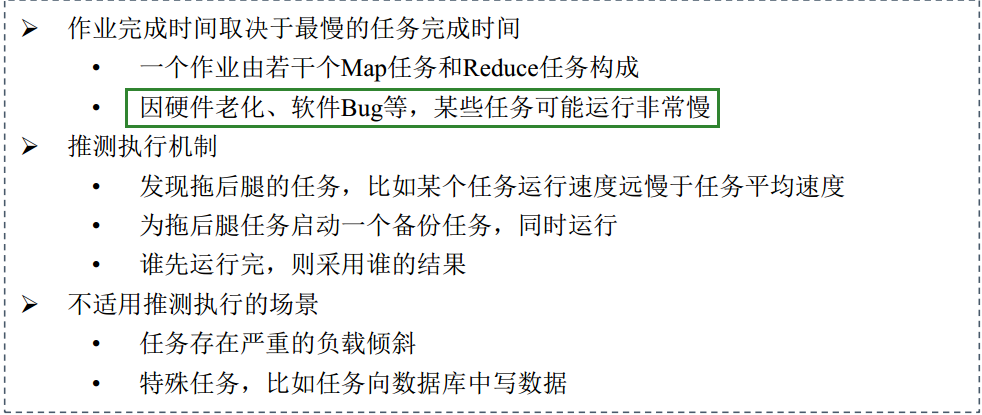 ➢ 作业完成时间取决于最慢的任务完成时间
• 一个作业由若干个Map任务和Reduce任务构成
• 因硬件老化、软件Bug等，某些任务可能运行非常慢
➢ 推测执行机制
• 发现拖后腿的任务，比如某个任务运行速度远慢于任务平均速度
• 为拖后腿任务启动一个备份任务，同时运行
• 谁先运行完，则采用谁的结果
➢ 不适用推测执行的场景
• 任务存在严重的负载倾斜
• 特殊任务，比如任务向数据库中写数据